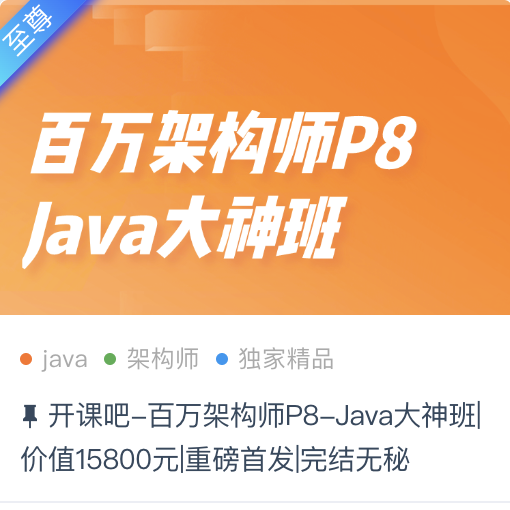 至尊
百万架构师P8
Java大神班
java 架构师 独家精品
开课吧–百万架构师P8–Java大神班|
价值15800元|重磅首发|完结无秘